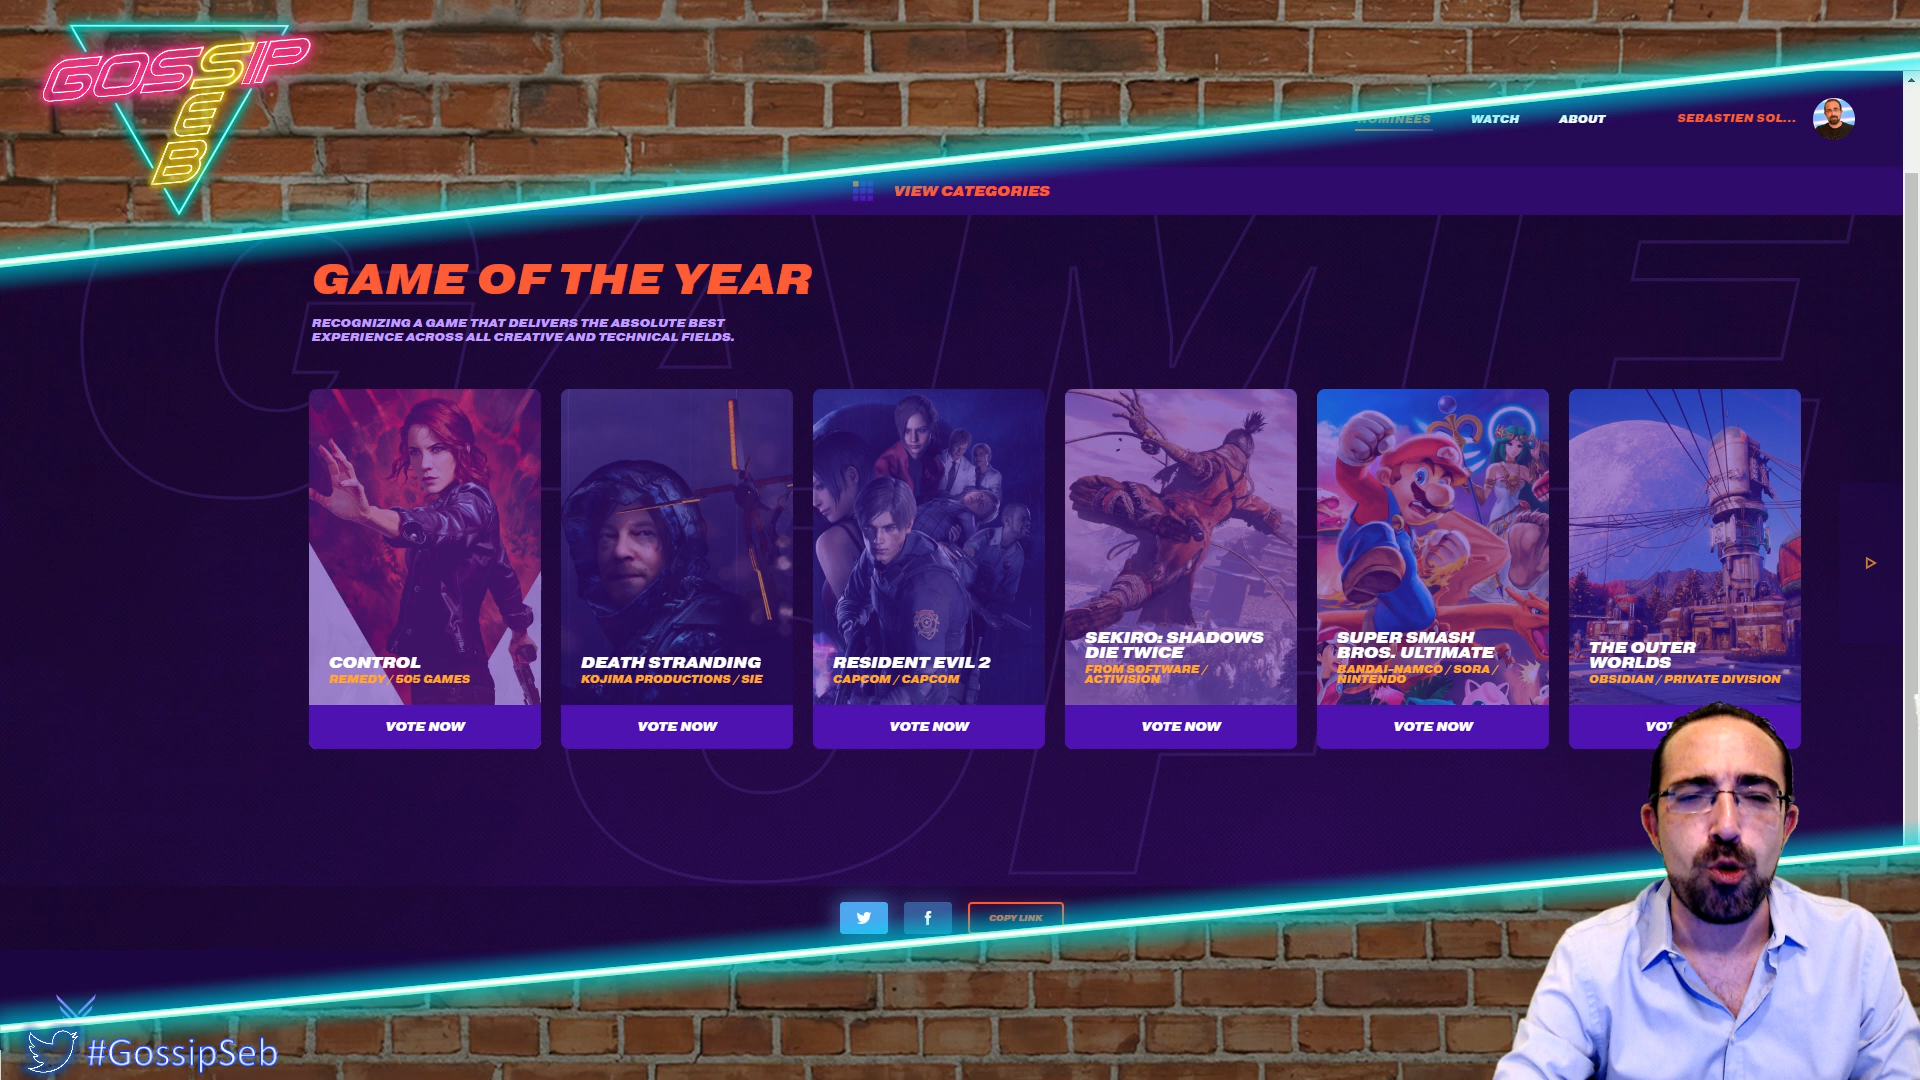 GOSSIP
SEB
NOMINEES
WATCH
ABOUT
SEBASTIEN SOL...
VIEW CATEGORIES
GAME OF THE YEAR
RECOGNIZING A GAME THAT DELIVERS THE ABSOLUTE BEST
EXPERIENCE ACROSS ALL CREATIVE AND TECHNICAL FIELDS.
CONTROL
REMEDY / 505 GAMES
VOTE NOW
DEATH STRANDING
KOJIMA PRODUCTIONS / SIE
VOTE NOW
RESIDENT EVIL 2
CAPCOM / CAPCOM
VOTE NOW
SEKIRO: SHADOWS
DIE TWICE
FROM SOFTWARE /
ACTIVISION
VOTE NOW
SUPER SMASH
BROS. ULTIMATE
BANDAI-NAMCO / SORA /
NINTENDO
VOTE NOW
THE OUTER
WORLDS
OBSIDIAN / PRIVATE DIVISION
COPY LINK
#GossipSeb